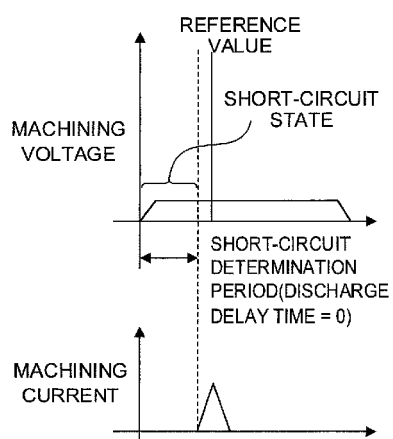 REFERENCE
VALUE
SHORT-CIRCUIT
STATE
MACHINING
VOLTAGE
SHORT-CIRCUIT
DETERMINATION
PERIOD(DISCHARGE
DELAY TIME = 0)
MACHINING
CURRENT